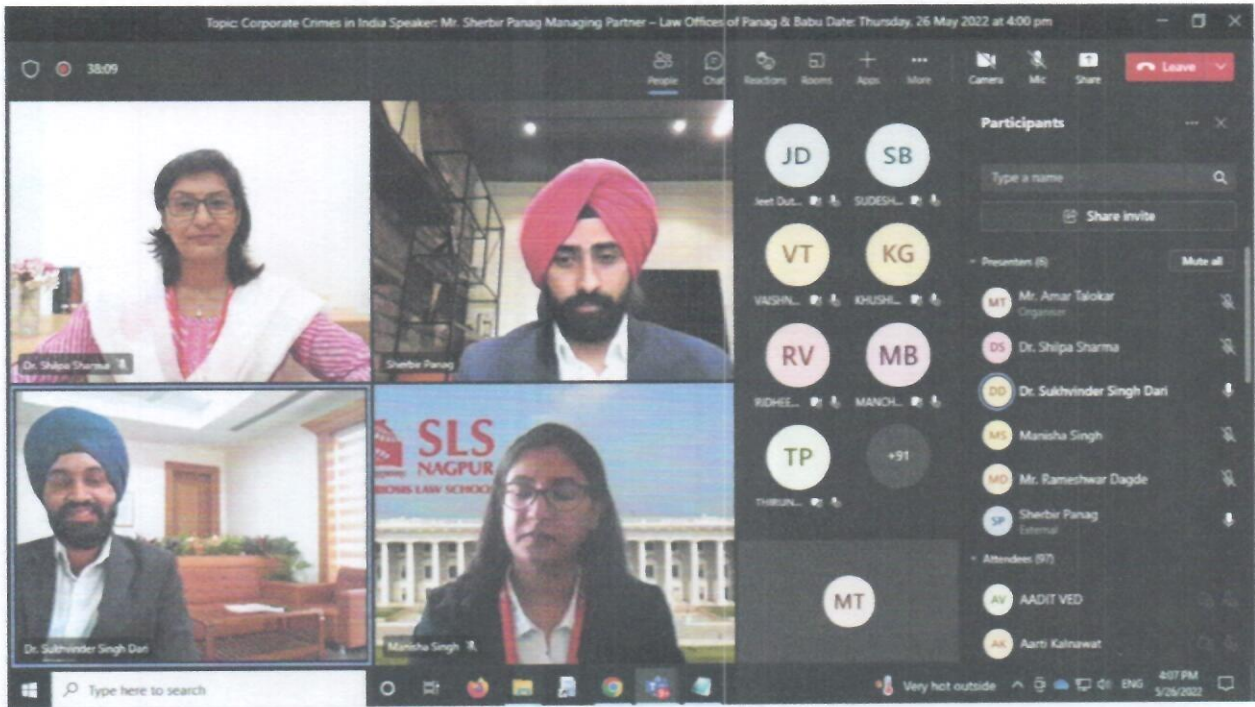 Topic: Corporate Crimes in India Speaker: Mr. Sherbir Panag Managing Partner – Law Offices of Panag & Babu Date: Thursday, 26 May 2022 at 4:00 pm
38:09
People Chat Reactions Rooms Apps More Camera Mic Share Leave
Participants
Type a name
Share invite
Presenters (6) Mute all
MT Mr. Amar Talokar
Organiser
DS Dr. Shilpa Sharma
DD Dr. Sukhvinder Singh Dari
MS Manisha Singh
MD Mr. Rameshwar Dagde
SP Sherbir Panag
External
Attendees (97)
AV AADIT VED
AK Aarti Kalnawat
JD SB
Jeet Dut... SUDESH...
VT KG
VAISHN... KHUSHI...
RV MB
RIDHEE... MANCH...
TP +91
THIRUN...
MT
Dr. Shilpa Sharma
Sherbir Panag
SLS
NAGPUR
LAW SCHOOL
Dr. Sukhvinder Singh Dari
Manisha Singh
Type here to search
Very hot outside ENG 4:07 PM
5/26/2022